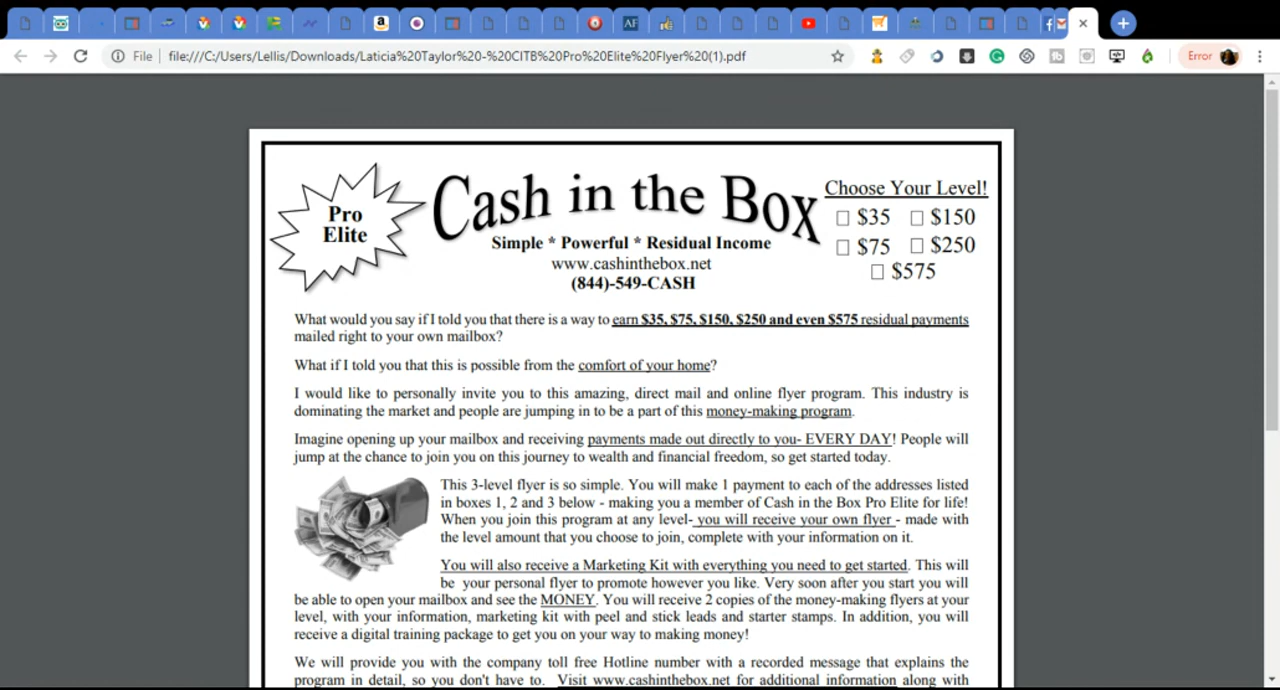 File | file:///C:/Users/Lellis/Downloads/Laticia%20Taylor%20-%20CITB%20Pro%20Elite%20Flyer%20(1).pdf
Error
Pro
Elite
Cash in the Box
Simple * Powerful * Residual Income
www.cashinthebox.net
(844)-549-CASH
Choose Your Level!
$35 $150
$75 $250
$575
What would you say if I told you that there is a way to earn $35, $75, $150, $250 and even $575 residual payments
mailed right to your own mailbox?
What if I told you that this is possible from the comfort of your home?
I would like to personally invite you to this amazing, direct mail and online flyer program. This industry is
dominating the market and people are jumping in to be a part of this money-making program.
Imagine opening up your mailbox and receiving payments made out directly to you- EVERY DAY! People will
jump at the chance to join you on this journey to wealth and financial freedom, so get started today.
This 3-level flyer is so simple. You will make 1 payment to each of the addresses listed
in boxes 1, 2 and 3 below - making you a member of Cash in the Box Pro Elite for life!
When you join this program at any level- you will receive your own flyer - made with
the level amount that you choose to join, complete with your information on it.
You will also receive a Marketing Kit with everything you need to get started. This will
be your personal flyer to promote however you like. Very soon after you start you will
be able to open your mailbox and see the MONEY. You will receive 2 copies of the money-making flyers at your
level, with your information, marketing kit with peel and stick leads and starter stamps. In addition, you will
receive a digital training package to get you on your way to making money!
We will provide you with the company toll free Hotline number with a recorded message that explains the
program in detail, so you don't have to. Visit www.cashinthebox.net for additional information along with